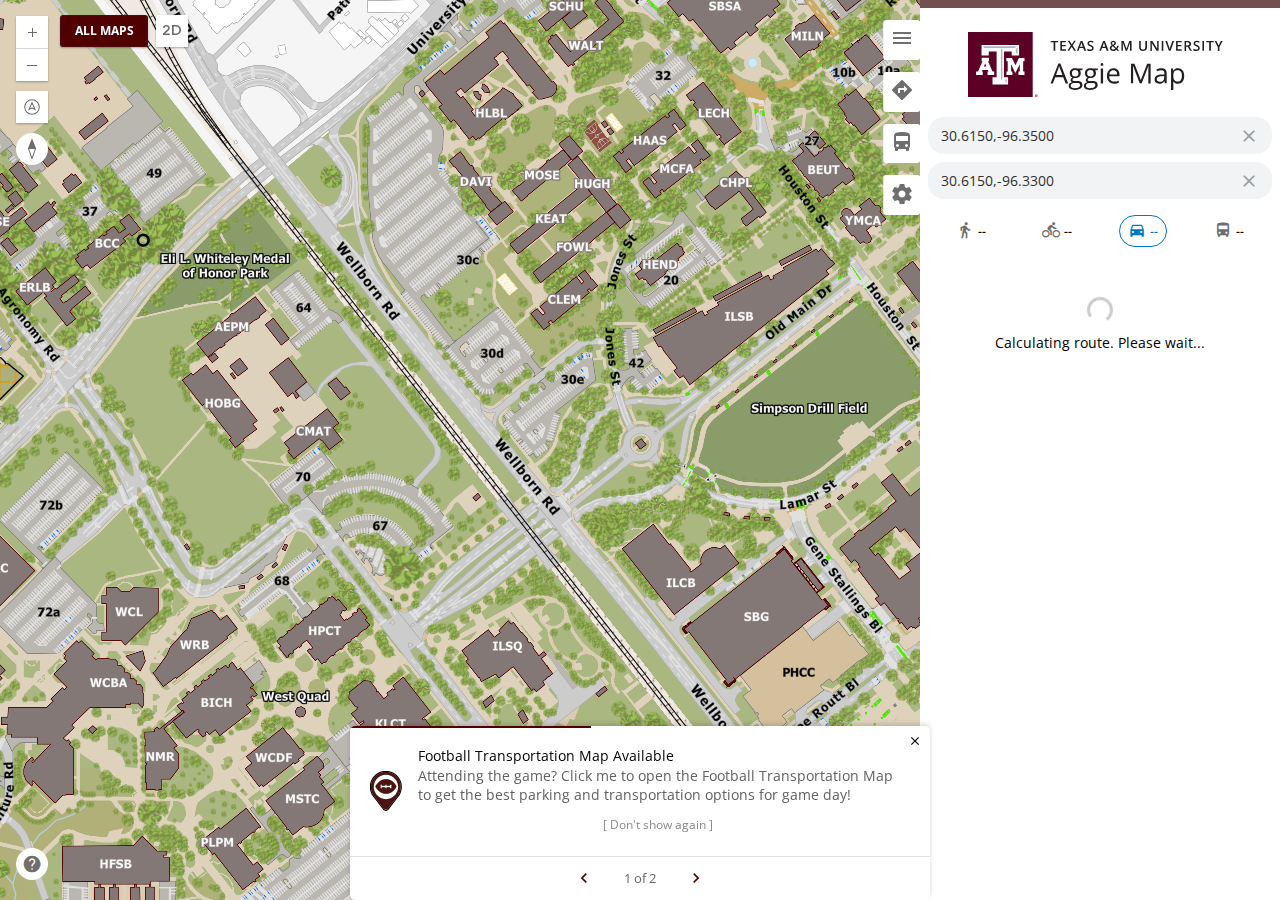 ALL MAPS
2D
SCHU
SBSA
WALT
MILN
University
32
10b
HLBL
LECH
HAAS
27
49
DAVI
MOSE
MCFA
BEUT
HUGH
CHPL
Houston St
37
KEAT
YMCA
BCC
FOWL
Eli L. Whiteley Medal
of Honor Park
30c
Jones St
HEND
20
Wellborn Rd
ERLB
CLEM
64
Houston St
AEPM
ILSB
Old Main Dr
Agronomy Rd
30d
Jones St
42
30e
HOBG
Simpson Drill Field
CMAT
70
Wellborn Rd
72b
Lamar St
67
Gene Stallings Bl
68
ILCB
72a
WCL
SBG
HPCT
WRB
ILSQ
PHCC
WCBA
West Quad
BICH
KLCT
NMR
WCDF
MSTC
PLPM
HFSB
TEXAS A&M UNIVERSITY
Aggie Map
30.6150,-96.3500
30.6150,-96.3300
--
--
--
--
Calculating route. Please wait...
Football Transportation Map Available
Attending the game? Click me to open the Football Transportation Map
to get the best parking and transportation options for game day!
[ Don't show again ]
1 of 2